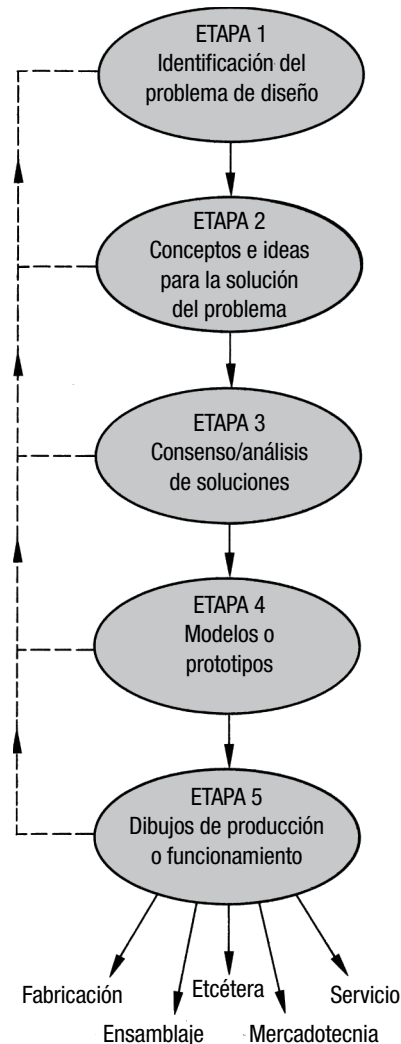 ETAPA 1
Identificación del
problema de diseño
ETAPA 2
Conceptos e ideas
para la solución
del problema
ETAPA 3
Consenso/análisis
de soluciones
ETAPA 4
Modelos o
prototipos
ETAPA 5
Dibujos de producción
o funcionamiento
Fabricación
Etcétera
Servicio
Ensamblaje
Mercadotecnia